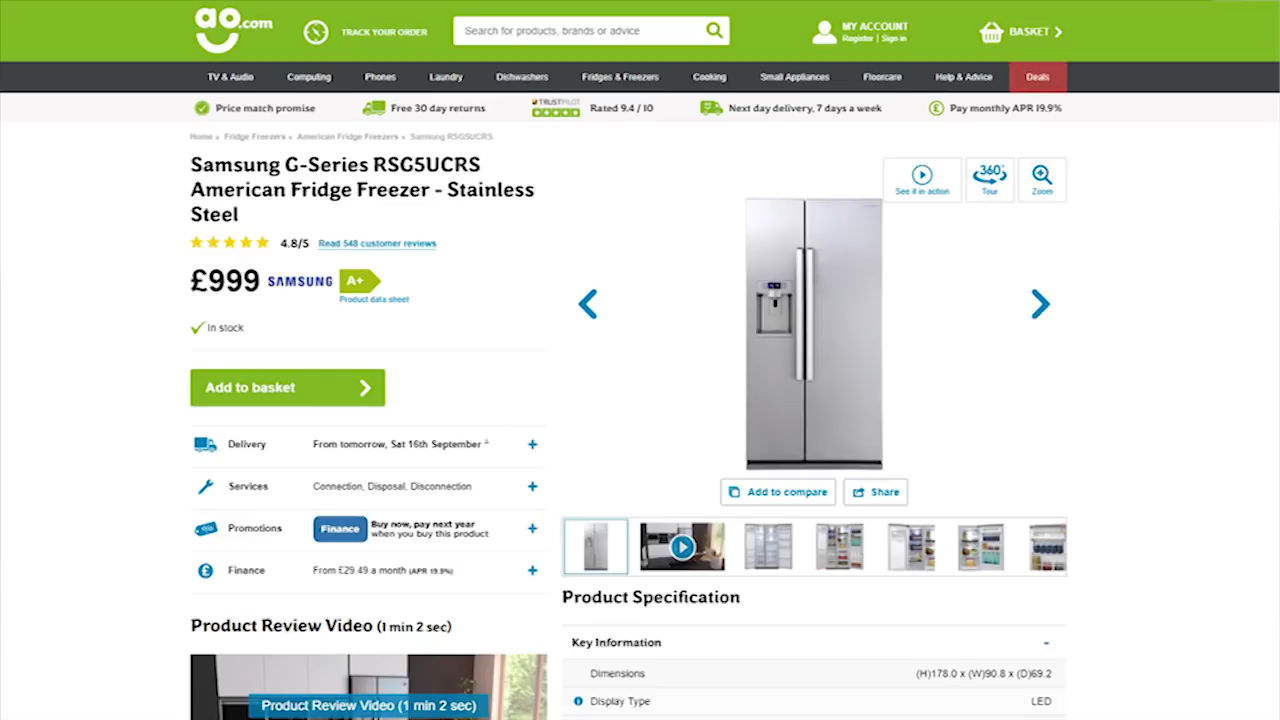 ao.com
TRACK YOUR ORDER
Search for products, brands or advice
MY ACCOUNT
Register | Sign in
BASKET
TV & Audio
Computing
Phones
Laundry
Dishwashers
Fridges & Freezers
Cooking
Small Appliances
Floorcare
Help & Advice
Deals
Price match promise
Free 30 day returns
TRUSTPILOT
Rated 9.4 / 10
Next day delivery, 7 days a week
£
Pay monthly APR 19.9%
Home » Fridge Freezers » American Fridge Freezers » Samsung RSG5UCRS
Samsung G-Series RSG5UCRS
American Fridge Freezer - Stainless
Steel
4.8/5
Read 548 customer reviews
£999
SAMSUNG
A+
Product data sheet
In stock
Add to basket
Delivery
From tomorrow, Sat 16th September
+
Services
Connection, Disposal, Disconnection
+
Promotions
Finance
Buy now, pay next year
when you buy this product
+
£
Finance
From £29.49 a month (APR 19.9%)
+
Product Review Video (1 min 2 sec)
Product Review Video (1 min 2 sec)
See it in action
360°
Tour
Zoom
Add to compare
Share
Product Specification
Key Information
-
Dimensions
(H)178.0 x (W)90.8 x (D)69.2
Display Type
LED